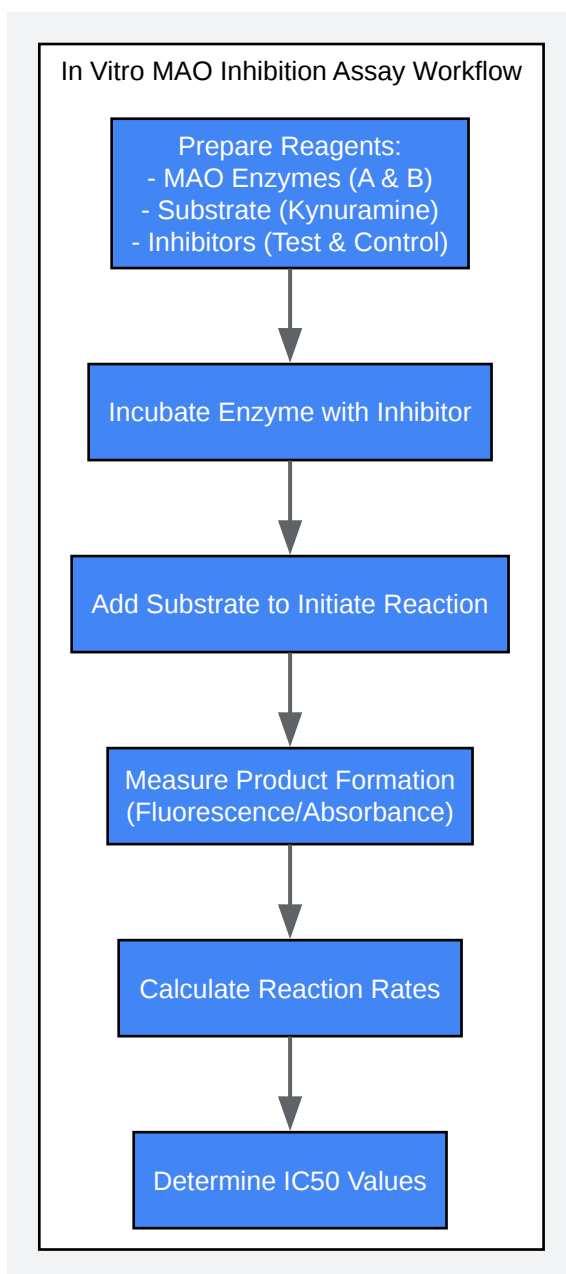 In Vitro MAO Inhibition Assay Workflow
Prepare Reagents:
- MAO Enzymes (A & B)
- Substrate (Kynuramine)
- Inhibitors (Test & Control)
Incubate Enzyme with Inhibitor
Add Substrate to Initiate Reaction
Measure Product Formation
(Fluorescence/Absorbance)
Calculate Reaction Rates
Determine IC50 Values